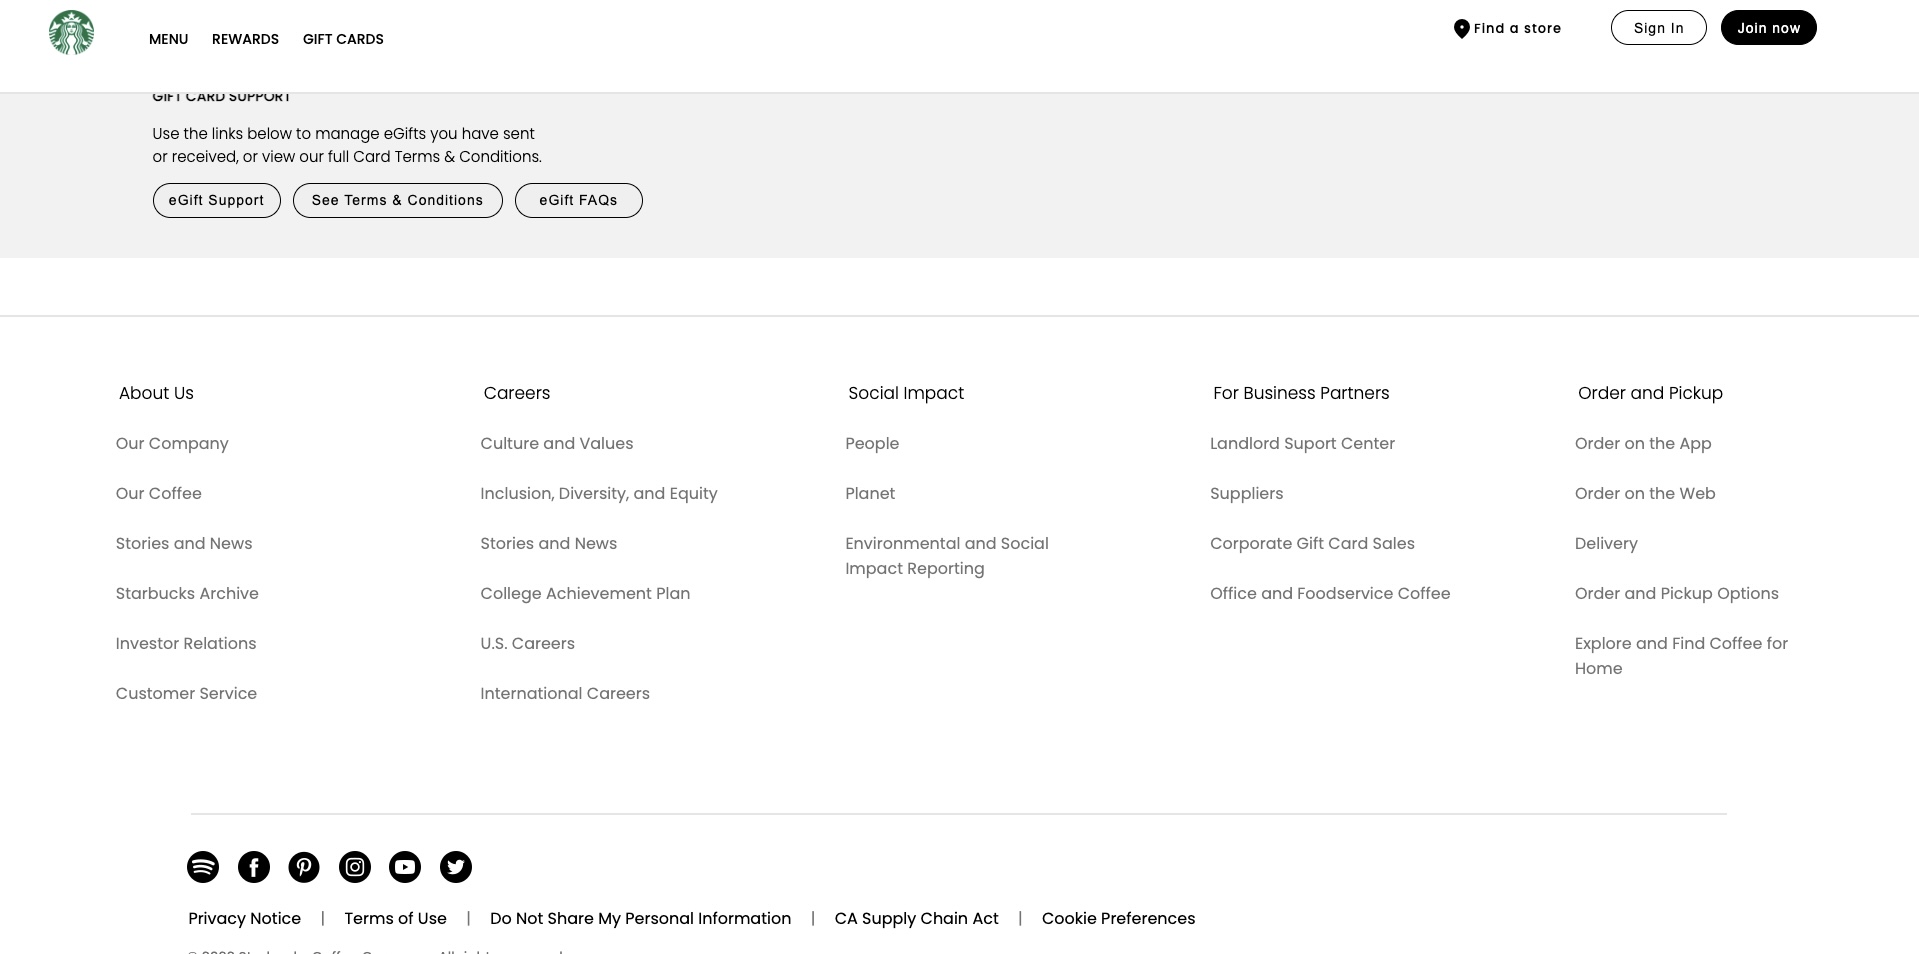 MENU REWARDS GIFT CARDS Find a store Sign In Join now
GIFT CARD SUPPORT
Use the links below to manage eGifts you have sent
or received, or view our full Card Terms & Conditions.
eGift Support See Terms & Conditions eGift FAQs
About Us
Our Company
Our Coffee
Stories and News
Starbucks Archive
Investor Relations
Customer Service
Careers
Culture and Values
Inclusion, Diversity, and Equity
Stories and News
College Achievement Plan
U.S. Careers
International Careers
Social Impact
People
Planet
Environmental and Social
Impact Reporting
For Business Partners
Landlord Suport Center
Suppliers
Corporate Gift Card Sales
Office and Foodservice Coffee
Order and Pickup
Order on the App
Order on the Web
Delivery
Order and Pickup Options
Explore and Find Coffee for
Home
Privacy Notice | Terms of Use | Do Not Share My Personal Information | CA Supply Chain Act | Cookie Preferences